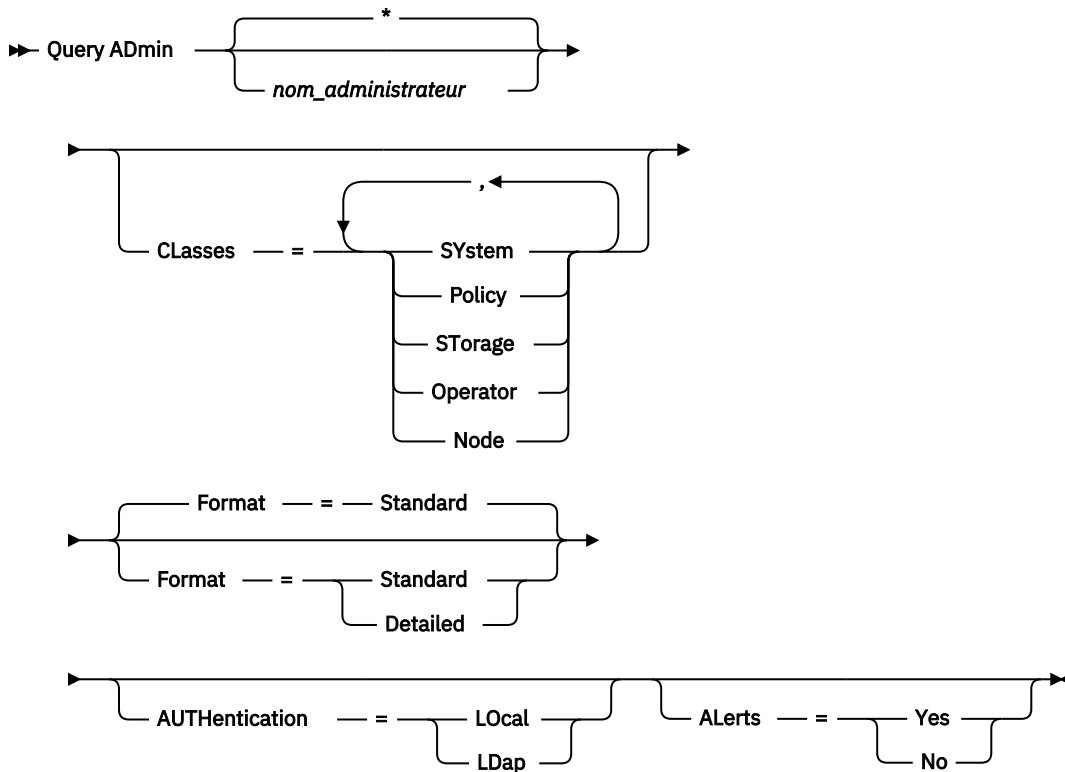 *
Query ADmin
nom_administrateur
,
CLasses = SYstem
Policy
STorage
Operator
Node
Format = Standard
Format = Standard
Detailed
AUTHentication = LOcal ALerts = Yes
LDap No